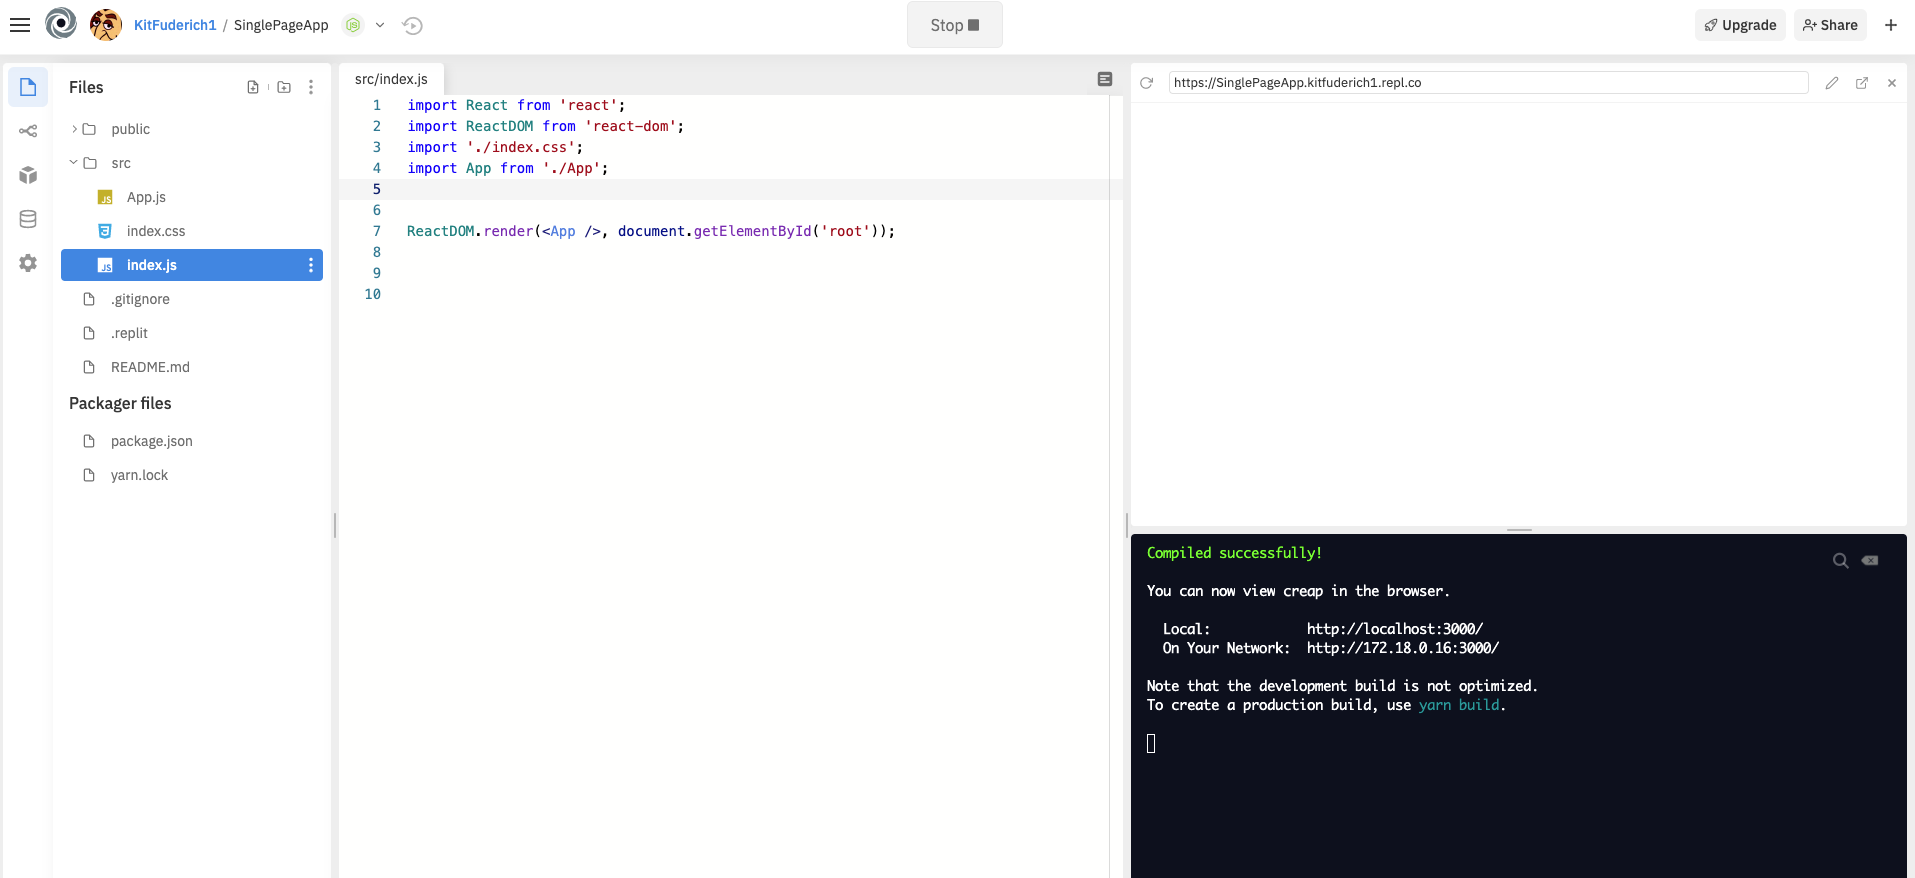 KitFuderich1 / SinglePageApp
Stop
Upgrade
Share
Files
public
src
App.js
index.css
index.js
.gitignore
.replit
README.md
Packager files
package.json
yarn.lock
src/index.js
1 import React from 'react';
2 import ReactDOM from 'react-dom';
3 import './index.css';
4 import App from './App';
5
6
7 ReactDOM.render(<App />, document.getElementById('root'));
8
9
10
https://SinglePageApp.kitfuderich1.repl.co
Compiled successfully!
You can now view creap in the browser.
Local: http://localhost:3000/
On Your Network: http://172.18.0.16:3000/
Note that the development build is not optimized.
To create a production build, use yarn build.